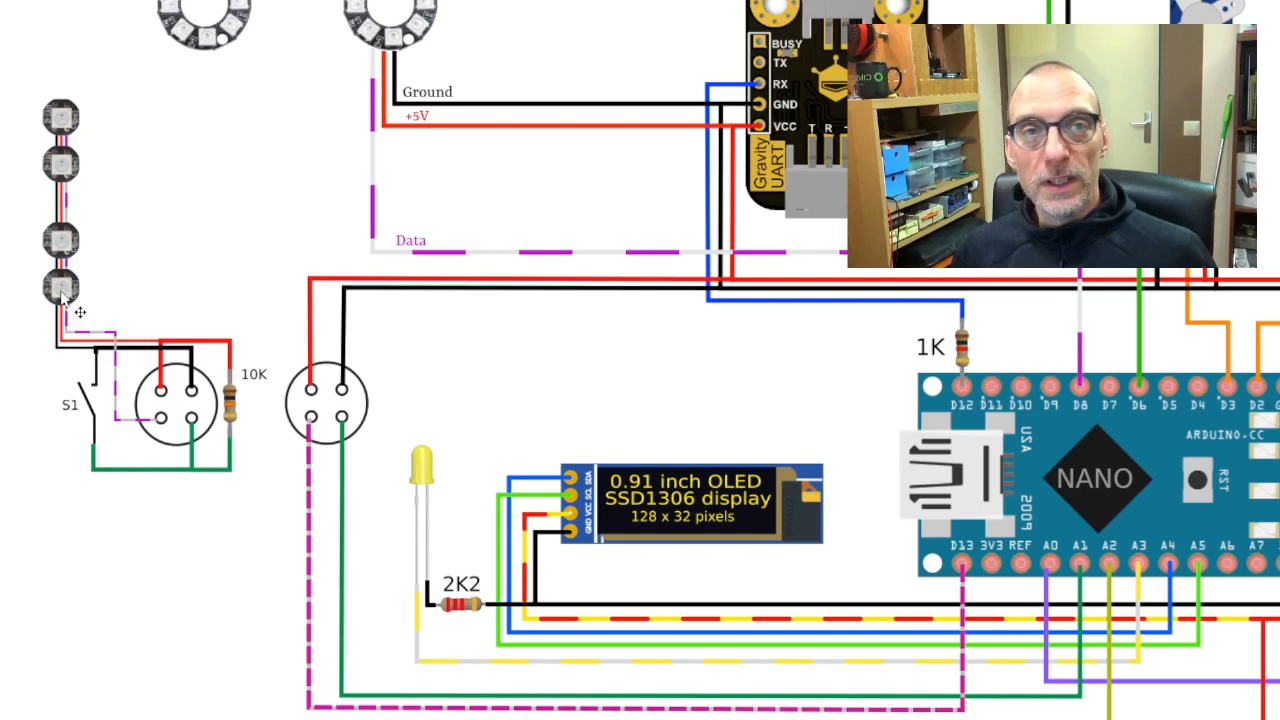 BUSY
TX
RX
GND
VCC
T R
Gravity
UART
Ground
+5V
Data
1K
10K
S1
D12 D11 D10 D9 D8 D7 D6 D5 D4 D3 D2
USA
ARDUINO.CC
NANO
RST
5009
D13 3V3 REF A0 A1 A2 A3 A4 A5 A6 A7
0.91 inch OLED
SSD1306 display
128 x 32 pixels
GND VCC SCL SDA
2K2